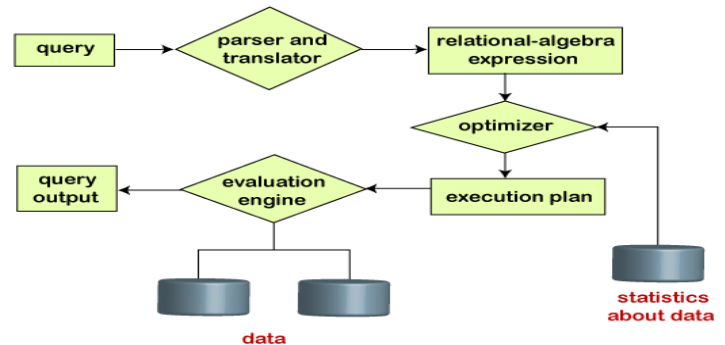 query
parser and
translator
relational-algebra
expression
optimizer
query
output
evaluation
engine
execution plan
statistics
about data
data